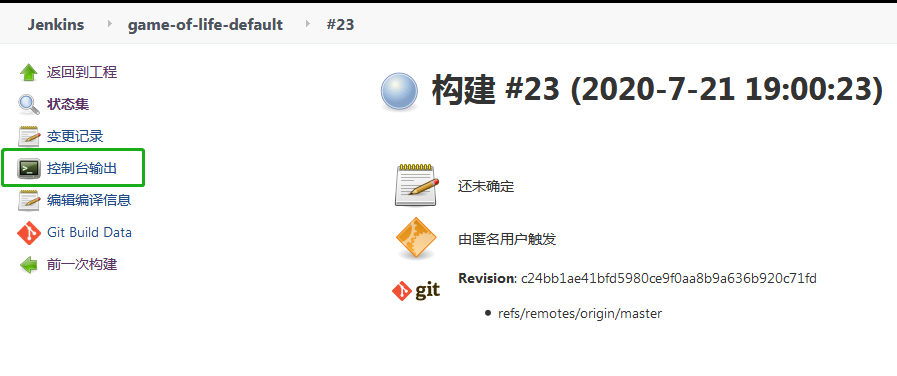 Jenkins game-of-life-default #23
返回到工程
状态集
变更记录
控制台输出
编辑编译信息
Git Build Data
前一次构建
构建 #23 (2020-7-21 19:00:23)
还未确定
由匿名用户触发
git
Revision: c24bb1ae41bfd5980ce9f0aa8b9a636b920c71fd
refs/remotes/origin/master